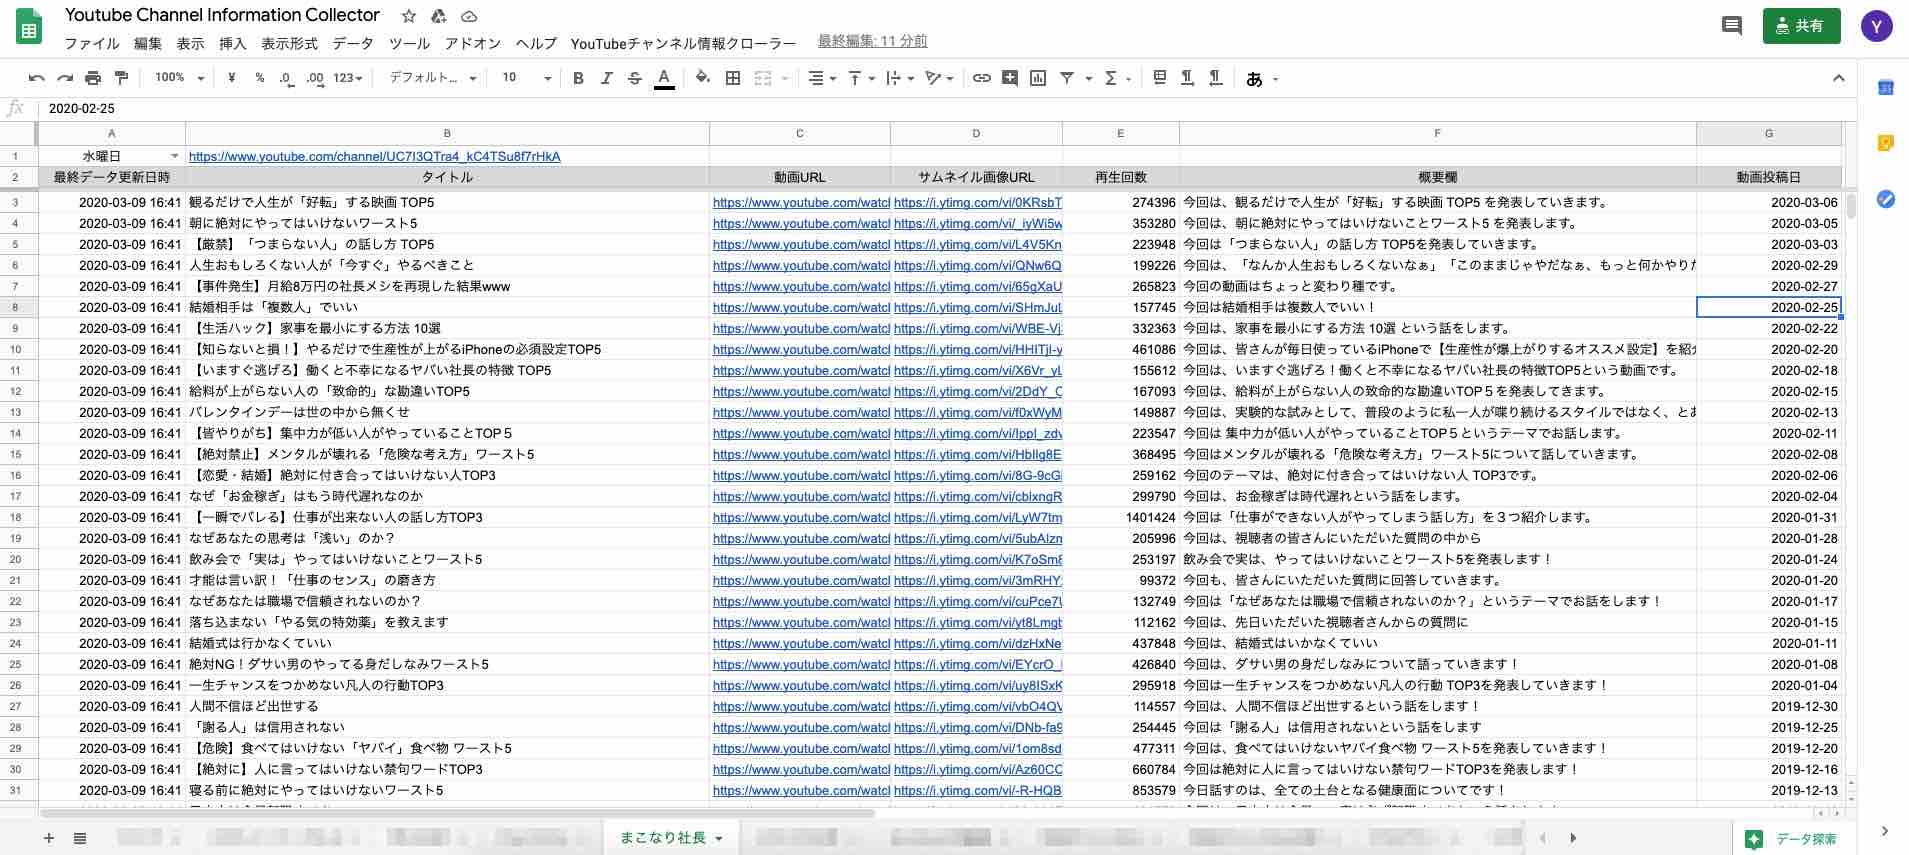 Youtube Channel Information Collector
ファイル 編集 表示 挿入 表示形式 データ ツール アドオン ヘルプ YouTubeチャンネル情報クローラー 最終編集: 11 分前
共有
Y
100% ¥ % .0 .00 123 デフォルト... 10 B I S A あ
fx 2020-02-25
A B C D E F G
1 水曜日 https://www.youtube.com/channel/UC7I3QTra4_kC4TSu8f7rHkA
2 最終データ更新日時 タイトル 動画URL サムネイル画像URL 再生回数 概要欄 動画投稿日
3 2020-03-09 16:41 観るだけで人生が「好転」する映画 TOP5 https://www.youtube.com/watcl https://i.ytimg.com/vi/0KRsbT 274396 今回は、観るだけで人生が「好転」する映画 TOP5 を発表していきます。 2020-03-06
4 2020-03-09 16:41 朝に絶対にやってはいけないワースト5 https://www.youtube.com/watcl https://i.ytimg.com/vi/_iyWi5w 353280 今回は、朝に絶対にやってはいけないことワースト5 を発表します。 2020-03-05
5 2020-03-09 16:41 【厳禁】「つまらない人」の話し方 TOP5 https://www.youtube.com/watcl https://i.ytimg.com/vi/L4V5Kn 223948 今回は「つまらない人」の話し方 TOP5を発表していきます。 2020-03-03
6 2020-03-09 16:41 人生おもしろくない人が「今すぐ」やるべきこと https://www.youtube.com/watcl https://i.ytimg.com/vi/QNw6Q 199226 今回は、「なんか人生おもしろくないなぁ」「このままじゃやだなぁ、もっと何かやりた 2020-02-29
7 2020-03-09 16:41 【事件発生】月給8万円の社長メシを再現した結果www https://www.youtube.com/watcl https://i.ytimg.com/vi/65gXaU 265823 今回の動画はちょっと変わり種です。 2020-02-27
8 2020-03-09 16:41 結婚相手は「複数人」でいい https://www.youtube.com/watcl https://i.ytimg.com/vi/SHmJuL 157745 今回は結婚相手は複数人でいい！ 2020-02-25
9 2020-03-09 16:41 【生活ハック】家事を最小にする方法 10選 https://www.youtube.com/watcl https://i.ytimg.com/vi/WBE-Vj 332363 今回は、家事を最小にする方法 10選 という話をします。 2020-02-22
10 2020-03-09 16:41 【知らないと損！】やるだけで生産性が上がるiPhoneの必須設定TOP5 https://www.youtube.com/watcl https://i.ytimg.com/vi/HHITjl-y 461086 今回は、皆さんが毎日使っているiPhoneで【生産性が爆上がりするオススメ設定】を紹介 2020-02-20
11 2020-03-09 16:41 【いますぐ逃げろ】働くと不幸になるヤバい社長の特徴 TOP5 https://www.youtube.com/watcl https://i.ytimg.com/vi/X6Vr_yL 155612 今回は、いますぐ逃げろ！働くと不幸になるヤバい社長の特徴TOP5という動画です。 2020-02-18
12 2020-03-09 16:41 給料が上がらない人の「致命的」な勘違いTOP5 https://www.youtube.com/watcl https://i.ytimg.com/vi/2DdY_C 167093 今回は、給料が上がらない人の致命的な勘違いTOP５を発表してきます。 2020-02-15
13 2020-03-09 16:41 バレンタインデーは世の中から無くせ https://www.youtube.com/watcl https://i.ytimg.com/vi/f0xWyM 149887 今回は、実験的な試みとして、普段のように私一人が喋り続けるスタイルではなく、とあ 2020-02-13
14 2020-03-09 16:41 【皆やりがち】集中力が低い人がやっていることTOP５ https://www.youtube.com/watcl https://i.ytimg.com/vi/Ippl_zdv 223547 今回は 集中力が低い人がやっていることTOP５というテーマでお話します。 2020-02-11
15 2020-03-09 16:41 【絶対禁止】メンタルが壊れる「危険な考え方」ワースト5 https://www.youtube.com/watcl https://i.ytimg.com/vi/HbIlg8E 368495 今回はメンタルが壊れる「危険な考え方」ワースト5について話していきます。 2020-02-08
16 2020-03-09 16:41 【恋愛・結婚】絶対に付き合ってはいけない人TOP3 https://www.youtube.com/watcl https://i.ytimg.com/vi/8G-9cG 259162 今回のテーマは、絶対に付き合ってはいけない人 TOP3です。 2020-02-06
17 2020-03-09 16:41 なぜ「お金稼ぎ」はもう時代遅れなのか https://www.youtube.com/watcl https://i.ytimg.com/vi/cblxngR 299790 今回は、お金稼ぎは時代遅れという話をします。 2020-02-04
18 2020-03-09 16:41 【一瞬でバレる】仕事が出来ない人の話し方TOP3 https://www.youtube.com/watcl https://i.ytimg.com/vi/LyW7tm 1401424 今回は「仕事ができない人がやってしまう話し方」を３つ紹介します。 2020-01-31
19 2020-03-09 16:41 なぜあなたの思考は「浅い」のか？ https://www.youtube.com/watcl https://i.ytimg.com/vi/5ubAlzn 205996 今回は、視聴者の皆さんにいただいた質問の中から 2020-01-28
20 2020-03-09 16:41 飲み会で「実は」やってはいけないことワースト5 https://www.youtube.com/watcl https://i.ytimg.com/vi/K7oSm8 253197 飲み会で実は、やってはいけないことワースト5を発表します！ 2020-01-24
21 2020-03-09 16:41 才能は言い訳！「仕事のセンス」の磨き方 https://www.youtube.com/watcl https://i.ytimg.com/vi/3mRHY: 99372 今回も、皆さんにいただいた質問に回答していきます。 2020-01-20
22 2020-03-09 16:41 なぜあなたは職場で信頼されないのか？ https://www.youtube.com/watcl https://i.ytimg.com/vi/cuPce7U 132749 今回は「なぜあなたは職場で信頼されないのか？」というテーマでお話をします！ 2020-01-17
23 2020-03-09 16:41 落ち込まない「やる気の特効薬」を教えます https://www.youtube.com/watcl https://i.ytimg.com/vi/yt8Lmgb 112162 今回は、先日いただいた視聴者さんからの質問に 2020-01-15
24 2020-03-09 16:41 結婚式は行かなくていい https://www.youtube.com/watcl https://i.ytimg.com/vi/dzHxNe 437848 今回は、結婚式はいかなくていい 2020-01-11
25 2020-03-09 16:41 絶対NG！ダサい男のやってる身だしなみワースト5 https://www.youtube.com/watcl https://i.ytimg.com/vi/EYcrO_i 426840 今回は、ダサい男の身だしなみについて語っていきます！ 2020-01-08
26 2020-03-09 16:41 一生チャンスをつかめない凡人の行動TOP3 https://www.youtube.com/watcl https://i.ytimg.com/vi/uy8ISxK 295918 今回は一生チャンスをつかめない凡人の行動 TOP3を発表していきます！ 2020-01-04
27 2020-03-09 16:41 人間不信ほど出世する https://www.youtube.com/watcl https://i.ytimg.com/vi/vbO4QV 114557 今回は、人間不信ほど出世するという話をします！ 2019-12-30
28 2020-03-09 16:41 「謝る人」は信用されない https://www.youtube.com/watcl https://i.ytimg.com/vi/DNb-fa9 254445 今回は「謝る人」は信用されないという話をします 2019-12-25
29 2020-03-09 16:41 【危険】食べてはいけない「ヤバイ」食べ物 ワースト5 https://www.youtube.com/watcl https://i.ytimg.com/vi/1om8sd 477311 今回は、食べてはいけないヤバイ食べ物 ワースト5を発表していきます！ 2019-12-20
30 2020-03-09 16:41 【絶対に】人に言ってはいけない禁句ワードTOP3 https://www.youtube.com/watcl https://i.ytimg.com/vi/Az60CC 660784 今回は絶対に人に言ってはいけない禁句ワードTOP3を発表します！ 2019-12-16
31 2020-03-09 16:41 寝る前に絶対にやってはいけないワースト5 https://www.youtube.com/watcl https://i.ytimg.com/vi/-R-HQB 853579 今日話すのは、全ての土台となる健康面についてです！ 2019-12-13
まこなり社長 データ探索